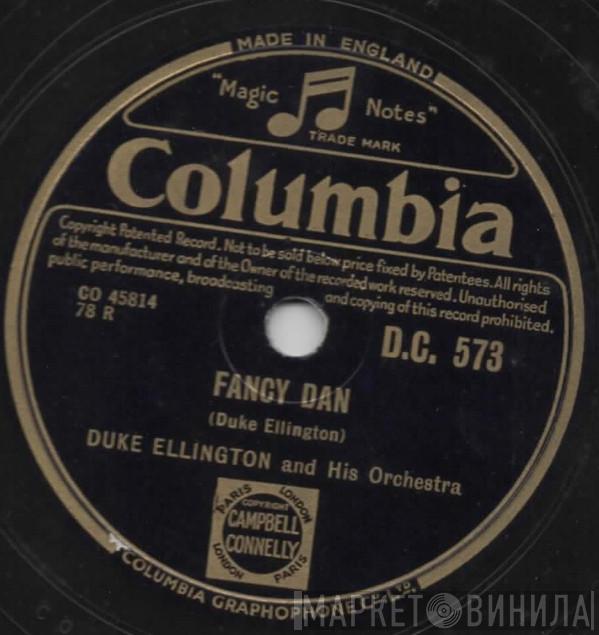 MADE IN ENGLAND
"Magic Notes"
TRADE MARK
Columbia
Copyright Patented Record. Not to be sold below price fixed by Patentees. All rights
of the manufacturer and of the Owner of the recorded work reserved. Unauthorised
public performance, broadcasting and copying of this record prohibited.
CO 45814
78 R
D.C. 573
FANCY DAN
(Duke Ellington)
DUKE ELLINGTON and His Orchestra
PARIS LONDON
COPYRIGHT
CAMPBELL
CONNELLY
LONDON PARIS
COLUMBIA GRAPHOPHONE
МАРКЕТ ВИНИЛА